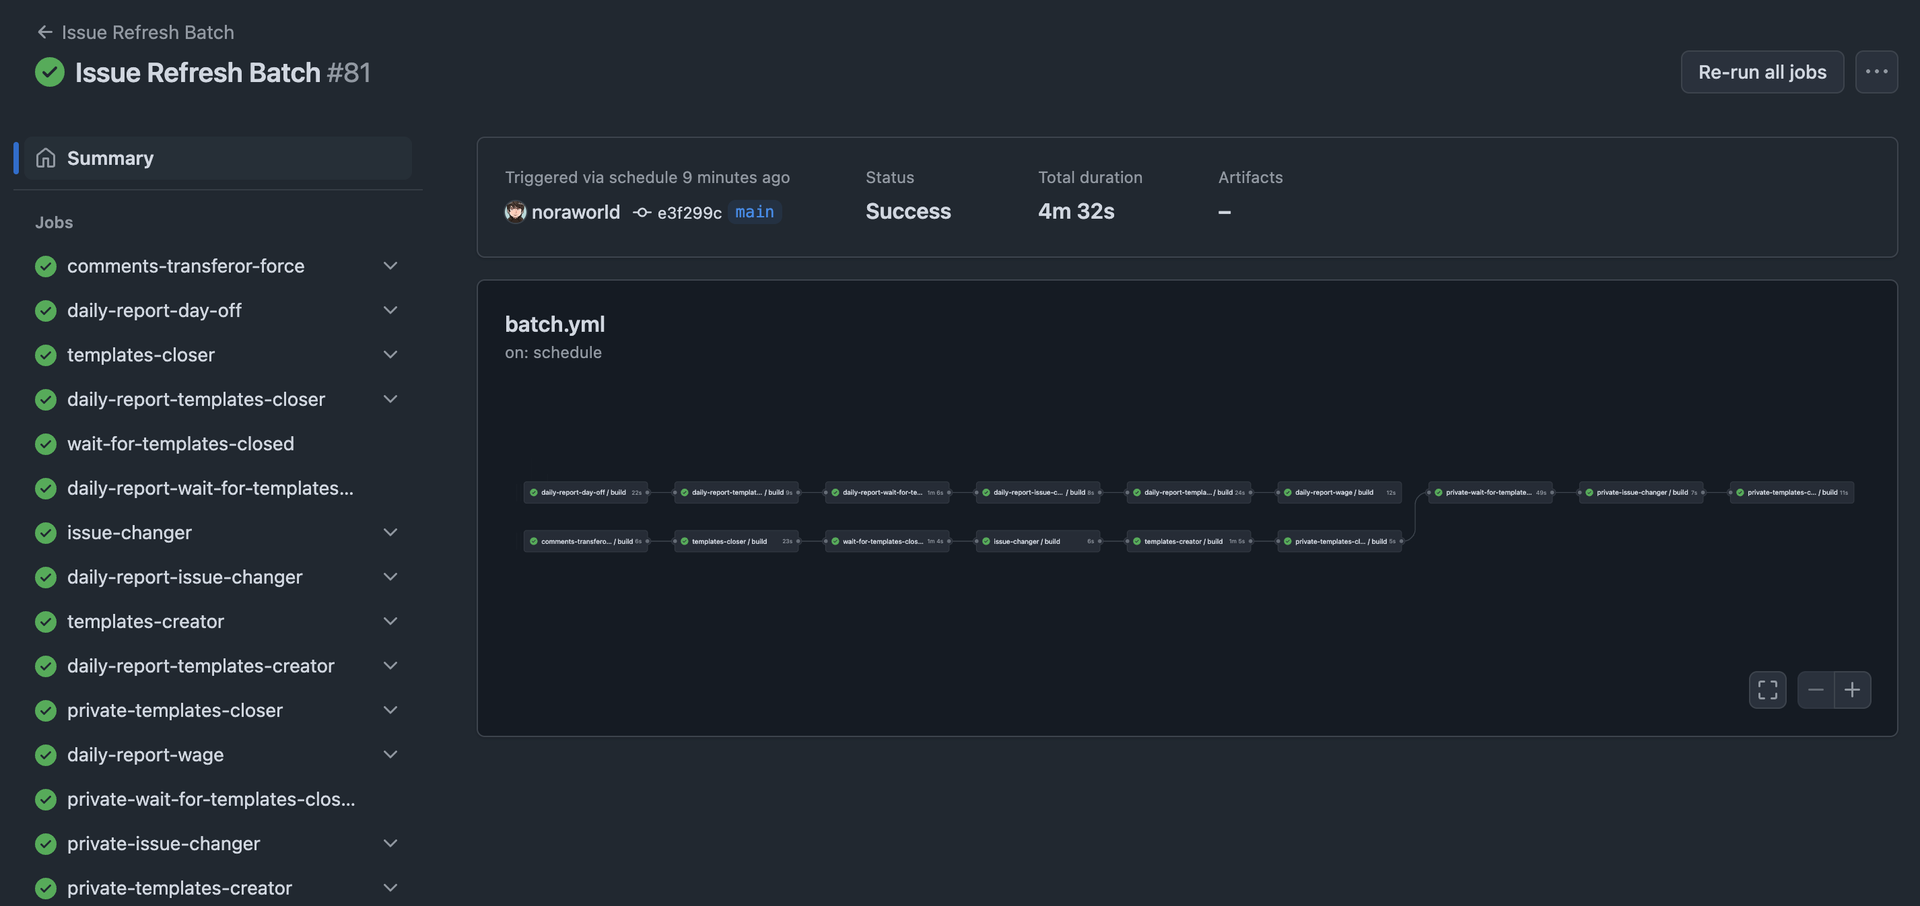 Issue Refresh Batch
Issue Refresh Batch #81
Re-run all jobs
Summary
Jobs
comments-transferor-force
daily-report-day-off
templates-closer
daily-report-templates-closer
wait-for-templates-closed
daily-report-wait-for-templates...
issue-changer
daily-report-issue-changer
templates-creator
daily-report-templates-creator
private-templates-closer
daily-report-wage
private-wait-for-templates-clos...
private-issue-changer
private-templates-creator
Triggered via schedule 9 minutes ago
noraworld e3f299c main
Status
Success
Total duration
4m 32s
Artifacts
–
batch.yml
on: schedule
daily-report-day-off / build 22s
daily-report-templat... / build 9s
daily-report-wait-for-te... 1m 6s
daily-report-issue-c... / build 8s
daily-report-templa... / build 24s
daily-report-wage / build 12s
private-wait-for-template... 49s
private-issue-changer / build 7s
private-templates-c... / build 11s
comments-transfero... / build 6s
templates-closer / build 23s
wait-for-templates-clos... 1m 4s
issue-changer / build 6s
templates-creator / build 1m 5s
private-templates-cl... / build 5s